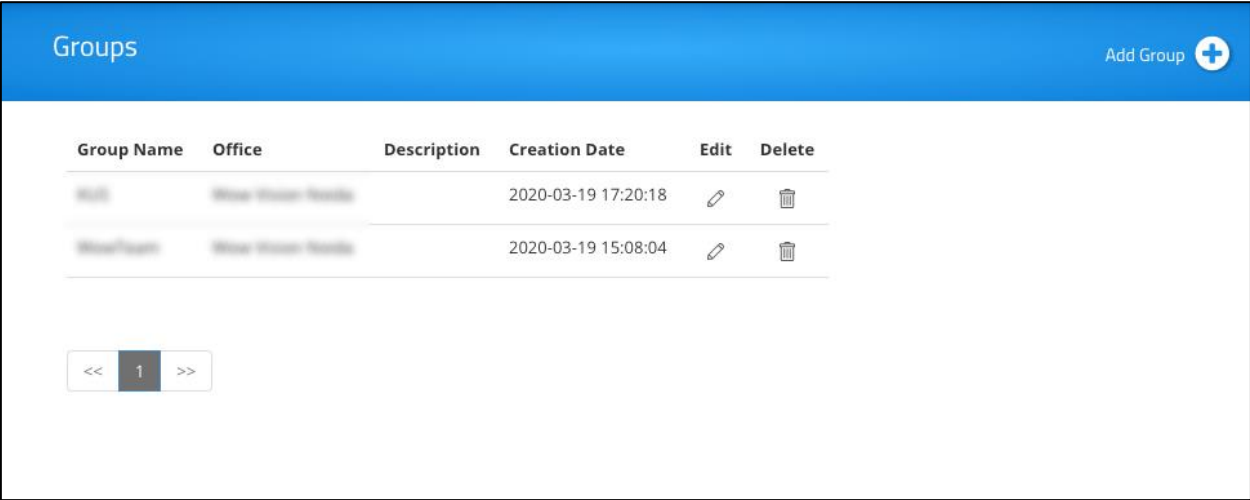 Groups
Add Group
Group Name Office Description Creation Date Edit Delete
2020-03-19 17:20:18
2020-03-19 15:08:04
<< 1 >>